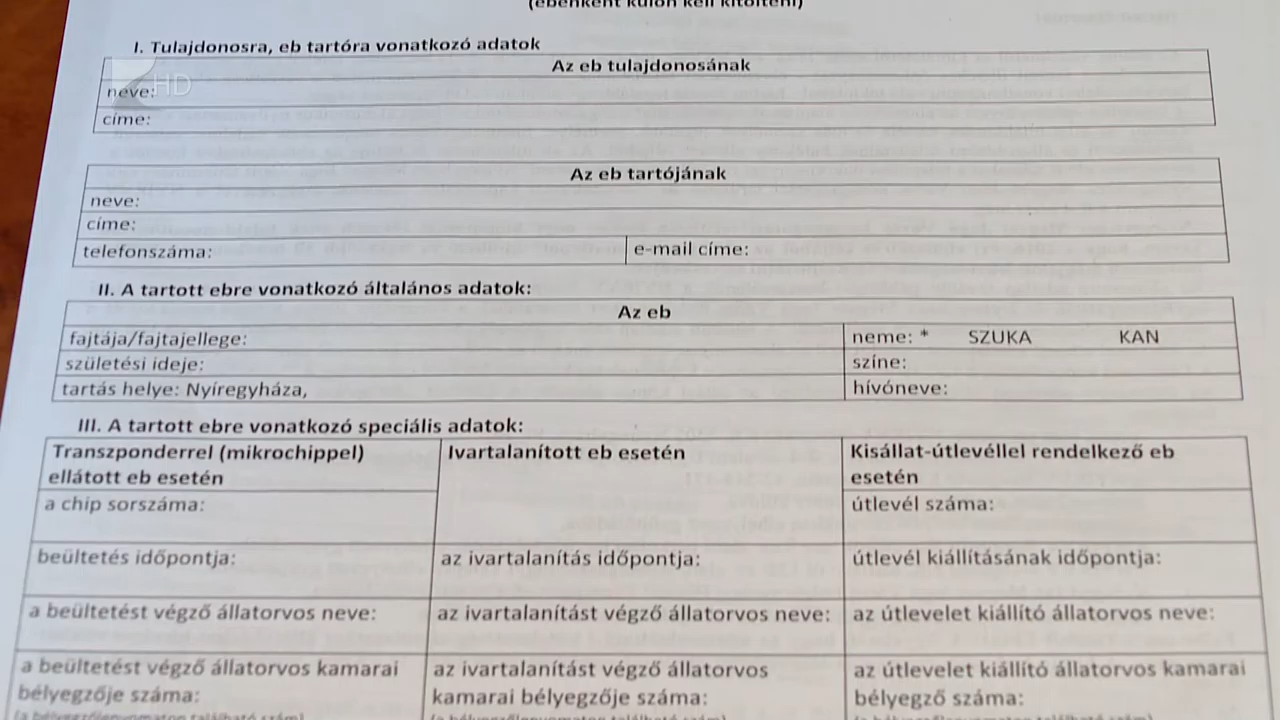 (ebenként külön kell kitölteni)
I. Tulajdonosra, eb tartóra vonatkozó adatok
Az eb tulajdonosának
HD
neve:
címe:
Az eb tartójának
neve:
címe:
telefonszáma: e-mail címe:
II. A tartott ebre vonatkozó általános adatok:
Az eb
fajtája/fajtajellege: neme: * SZUKA KAN
születési ideje: színe:
tartás helye: Nyíregyháza, hívóneve:
III. A tartott ebre vonatkozó speciális adatok:
Transzponderrel (mikrochippel) Ivartalanított eb esetén Kisállat-útlevéllel rendelkező eb
ellátott eb esetén esetén
a chip sorszáma: útlevél száma:
beültetés időpontja: az ivartalanítás időpontja: útlevél kiállításának időpontja:
a beültetést végző állatorvos neve: az ivartalanítást végző állatorvos neve: az útlevelet kiállító állatorvos neve:
a beültetést végző állatorvos kamarai az ivartalanítást végző állatorvos az útlevelet kiállító állatorvos kamarai
bélyegzője száma: kamarai bélyegzője száma: bélyegző száma: